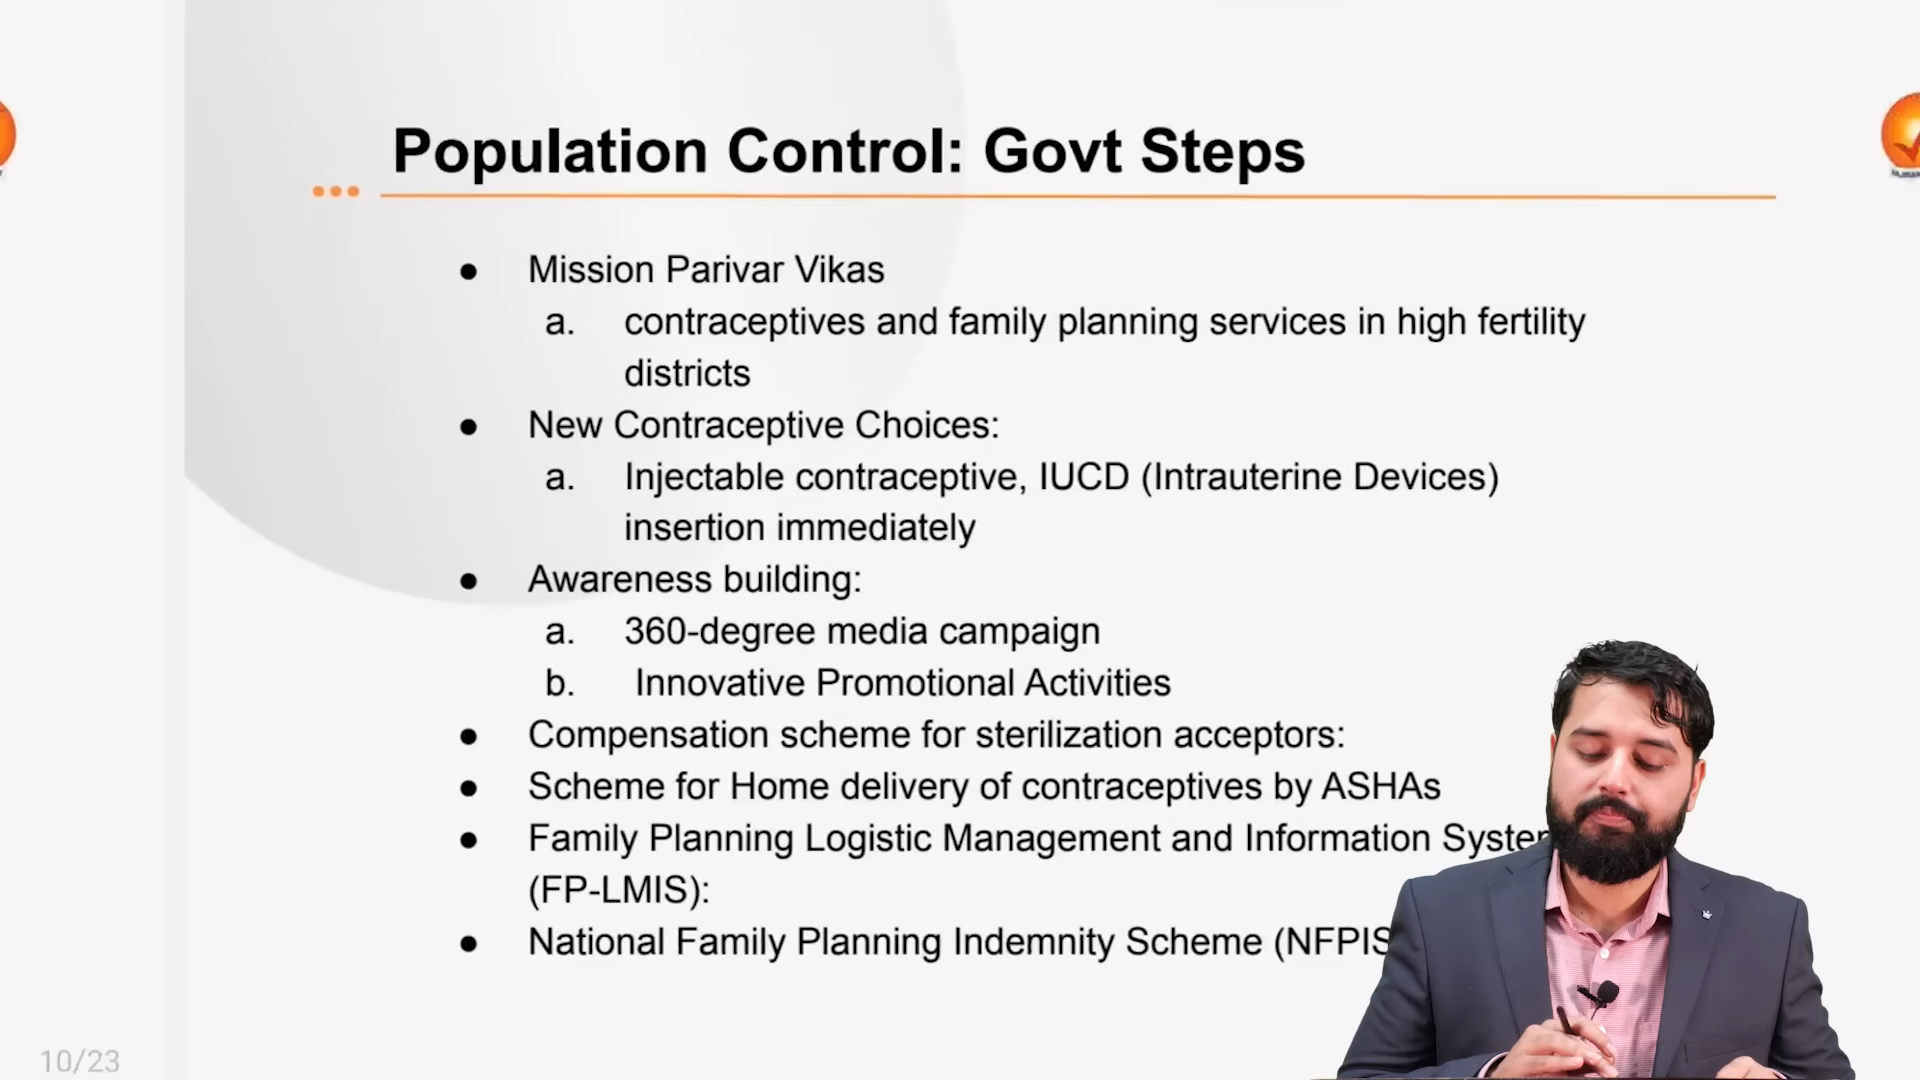 Population Control: Govt Steps
● Mission Parivar Vikas
a. contraceptives and family planning services in high fertility
districts
● New Contraceptive Choices:
a. Injectable contraceptive, IUCD (Intrauterine Devices)
insertion immediately
● Awareness building:
a. 360-degree media campaign
b. Innovative Promotional Activities
● Compensation scheme for sterilization acceptors:
● Scheme for Home delivery of contraceptives by ASHAs
● Family Planning Logistic Management and Information Syste
(FP-LMIS):
● National Family Planning Indemnity Scheme (NFPIS
10/23